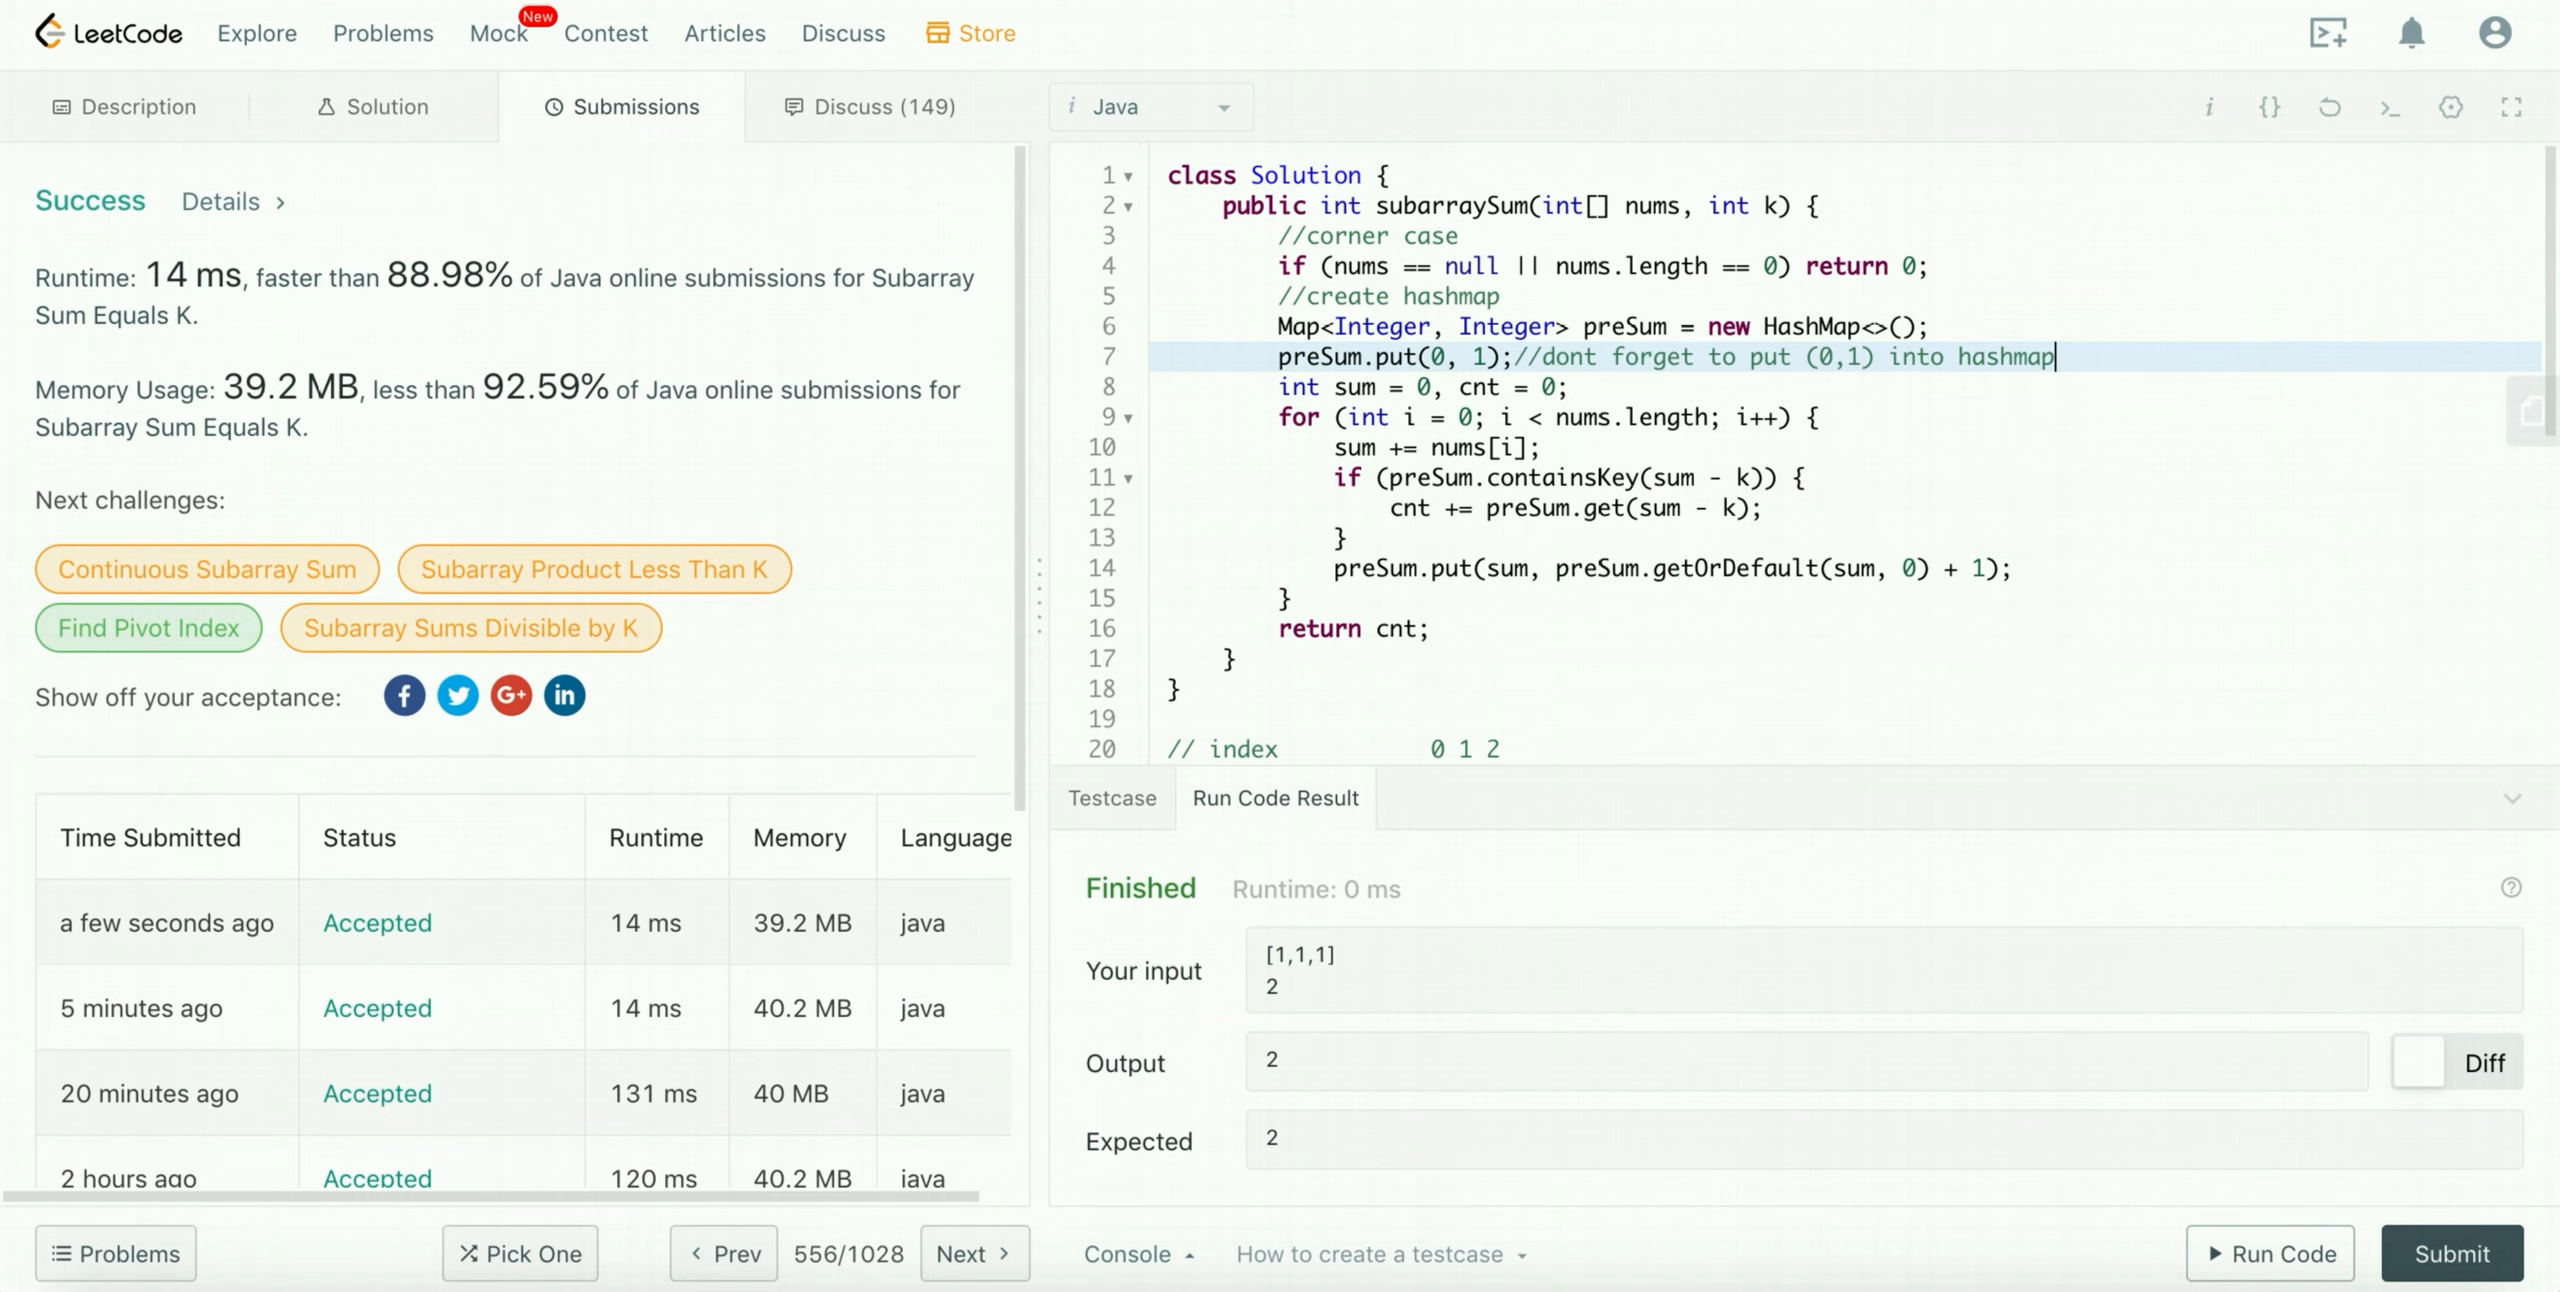 LeetCode Explore Problems Mock New Contest Articles Discuss Store
Description Solution Submissions Discuss (149)
Success Details >
Runtime: 14 ms, faster than 88.98% of Java online submissions for Subarray
Sum Equals K.
Memory Usage: 39.2 MB, less than 92.59% of Java online submissions for
Subarray Sum Equals K.
Next challenges:
Continuous Subarray Sum Subarray Product Less Than K
Find Pivot Index Subarray Sums Divisible by K
Show off your acceptance: f G+ in
Time Submitted Status Runtime Memory Language
a few seconds ago Accepted 14 ms 39.2 MB java
5 minutes ago Accepted 14 ms 40.2 MB java
20 minutes ago Accepted 131 ms 40 MB java
2 hours ago Accepted 120 ms 40.2 MB java
Problems Pick One < Prev 556/1028 Next >
i Java i {} >_
1 class Solution {
2 public int subarraySum(int[] nums, int k) {
3 //corner case
4 if (nums == null || nums.length == 0) return 0;
5 //create hashmap
6 Map<Integer, Integer> preSum = new HashMap<>();
7 preSum.put(0, 1);//dont forget to put (0,1) into hashmap
8 int sum = 0, cnt = 0;
9 for (int i = 0; i < nums.length; i++) {
10 sum += nums[i];
11 if (preSum.containsKey(sum - k)) {
12 cnt += preSum.get(sum - k);
13 }
14 preSum.put(sum, preSum.getOrDefault(sum, 0) + 1);
15 }
16 return cnt;
17 }
18 }
19
20 // index 0 1 2
Testcase Run Code Result
Finished Runtime: 0 ms ?
Your input
[1,1,1]
2
Output 2 Diff
Expected 2
Console How to create a testcase Run Code Submit